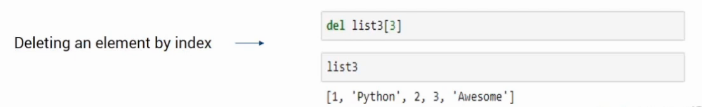 del list3[3]
Deleting an element by index
list3
[1, 'Python', 2, 3, 'Awesome']